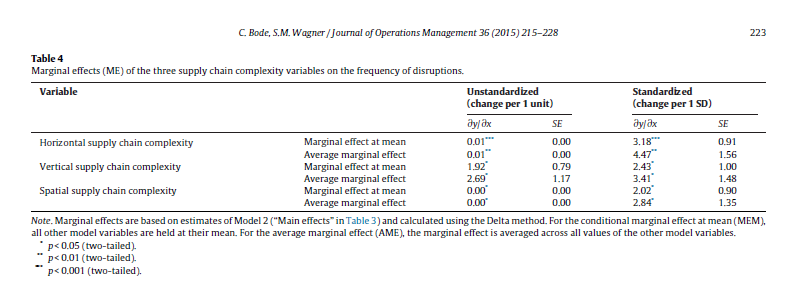 C. Bode, S.M. Wagner / Journal of Operations Management 36 (2015) 215–228 223
Table 4
Marginal effects (ME) of the three supply chain complexity variables on the frequency of disruptions.
Variable Unstandardized Standardized
(change per 1 unit) (change per 1 SD)
∂y/∂x SE ∂y/∂x SE
Horizontal supply chain complexity Marginal effect at mean 0.01*** 0.00 3.18*** 0.91
Average marginal effect 0.01** 0.00 4.47** 1.56
Vertical supply chain complexity Marginal effect at mean 1.92* 0.79 2.43* 1.00
Average marginal effect 2.69* 1.17 3.41* 1.48
Spatial supply chain complexity Marginal effect at mean 0.00* 0.00 2.02* 0.90
Average marginal effect 0.00* 0.00 2.84* 1.35
Note. Marginal effects are based on estimates of Model 2 ("Main effects" in Table 3) and calculated using the Delta method. For the conditional marginal effect at mean (MEM),
all other model variables are held at their mean. For the average marginal effect (AME), the marginal effect is averaged across all values of the other model variables.
* p < 0.05 (two-tailed).
** p < 0.01 (two-tailed).
*** p < 0.001 (two-tailed).